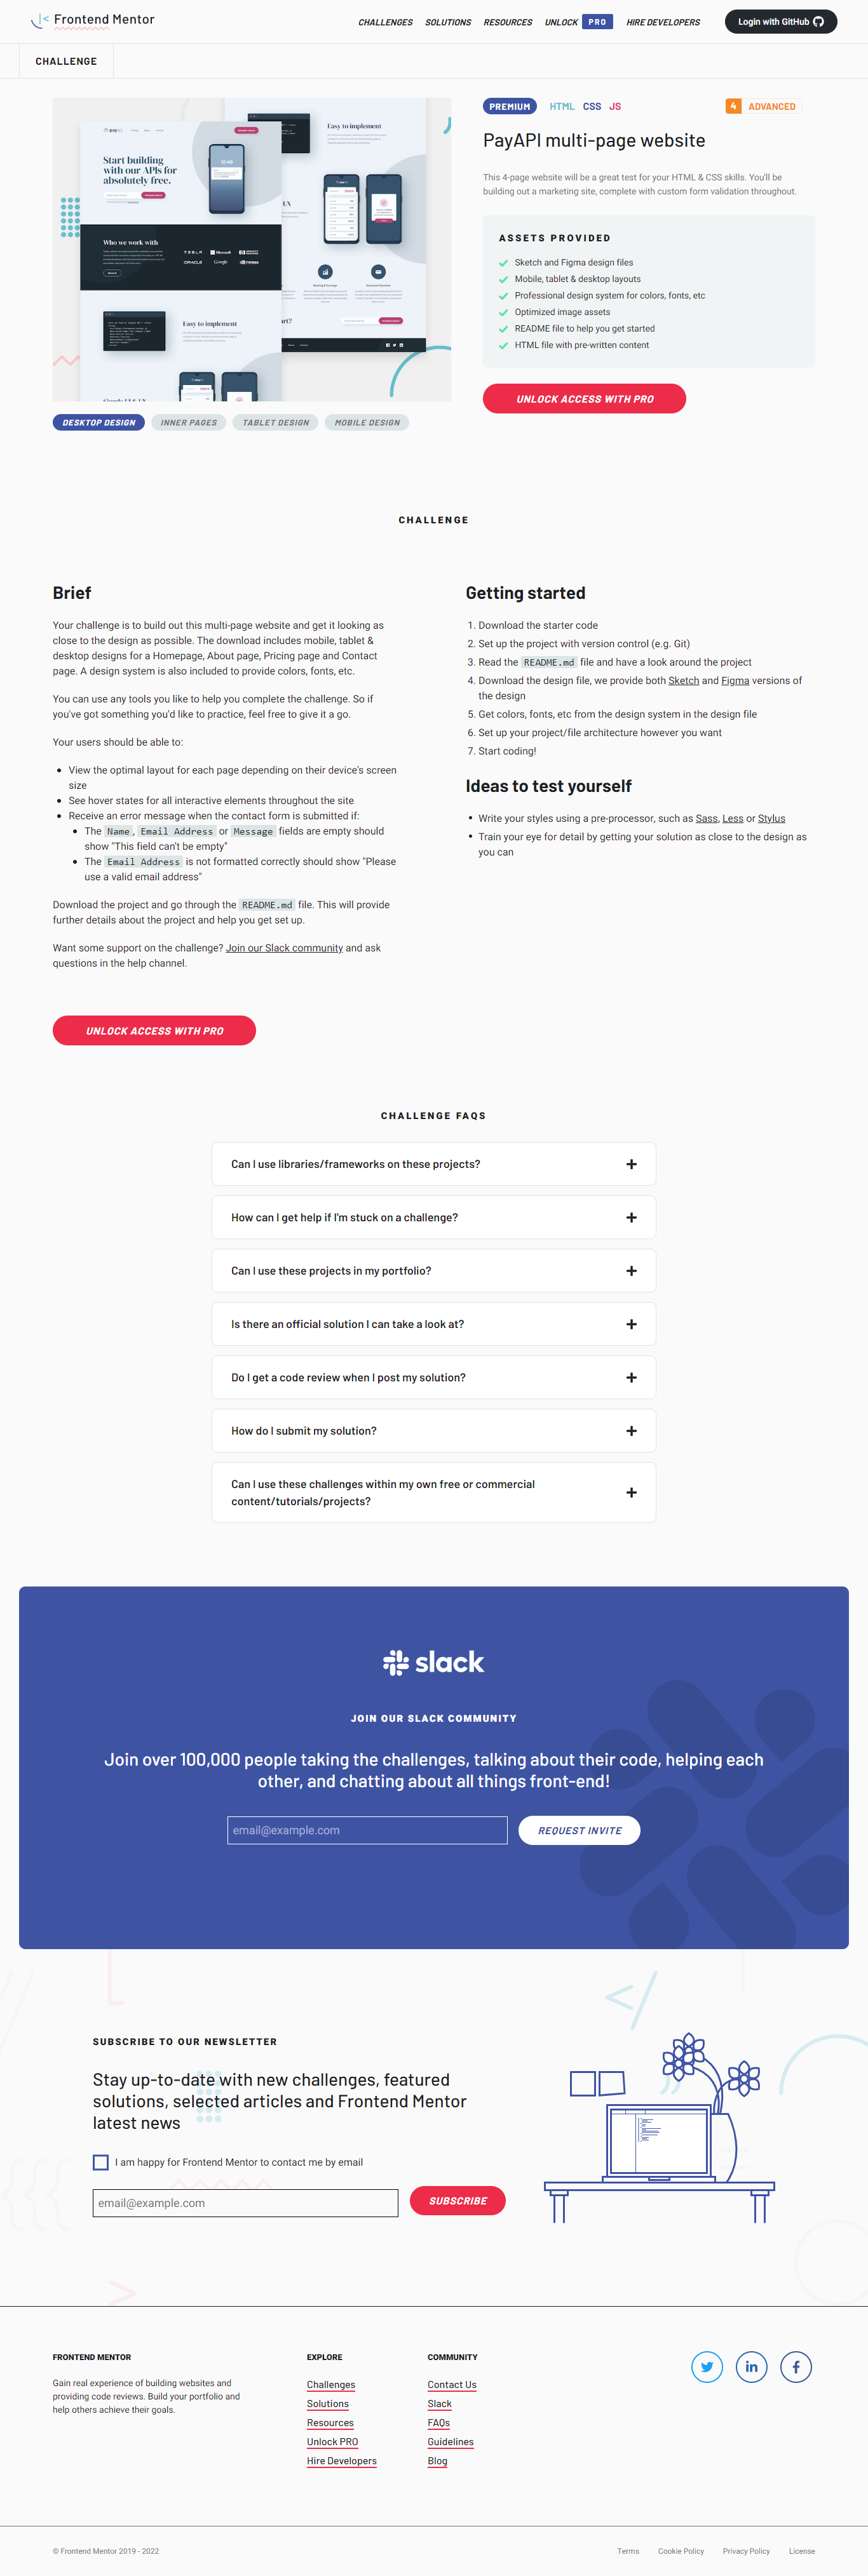 Frontend Mentor
CHALLENGES SOLUTIONS RESOURCES UNLOCK PRO HIRE DEVELOPERS
Login with GitHub
CHALLENGE
Start building
with our APIs for
absolutely free.
Easy to implement
Who we work with
TESLA Microsoft
ORACLE Google NVIDIA
Easy to implement
DESKTOP DESIGN INNER PAGES TABLET DESIGN MOBILE DESIGN
PREMIUM HTML CSS JS
4 ADVANCED
PayAPI multi-page website
This 4-page website will be a great test for your HTML & CSS skills. You'll be
building out a marketing site, complete with custom form validation throughout.
ASSETS PROVIDED
Sketch and Figma design files
Mobile, tablet & desktop layouts
Professional design system for colors, fonts, etc
Optimized image assets
README file to help you get started
HTML file with pre-written content
UNLOCK ACCESS WITH PRO
CHALLENGE
Brief
Your challenge is to build out this multi-page website and get it looking as
close to the design as possible. The download includes mobile, tablet &
desktop designs for a Homepage, About page, Pricing page and Contact
page. A design system is also included to provide colors, fonts, etc.
You can use any tools you like to help you complete the challenge. So if
you've got something you'd like to practice, feel free to give it a go.
Your users should be able to:
View the optimal layout for each page depending on their device's screen
size
See hover states for all interactive elements throughout the site
Receive an error message when the contact form is submitted if:
The Name, Email Address or Message fields are empty should
show "This field can't be empty"
The Email Address is not formatted correctly should show "Please
use a valid email address"
Download the project and go through the README.md file. This will provide
further details about the project and help you get set up.
Want some support on the challenge? Join our Slack community and ask
questions in the help channel.
UNLOCK ACCESS WITH PRO
Getting started
1. Download the starter code
2. Set up the project with version control (e.g. Git)
3. Read the README.md file and have a look around the project
4. Download the design file, we provide both Sketch and Figma versions of
the design
5. Get colors, fonts, etc from the design system in the design file
6. Set up your project/file architecture however you want
7. Start coding!
Ideas to test yourself
Write your styles using a pre-processor, such as Sass, Less or Stylus
Train your eye for detail by getting your solution as close to the design as
you can
CHALLENGE FAQS
Can I use libraries/frameworks on these projects?
How can I get help if I'm stuck on a challenge?
Can I use these projects in my portfolio?
Is there an official solution I can take a look at?
Do I get a code review when I post my solution?
How do I submit my solution?
Can I use these challenges within my own free or commercial
content/tutorials/projects?
slack
JOIN OUR SLACK COMMUNITY
Join over 100,000 people taking the challenges, talking about their code, helping each
other, and chatting about all things front-end!
email@example.com
REQUEST INVITE
SUBSCRIBE TO OUR NEWSLETTER
Stay up-to-date with new challenges, featured
solutions, selected articles and Frontend Mentor
latest news
I am happy for Frontend Mentor to contact me by email
email@example.com
SUBSCRIBE
FRONTEND MENTOR
Gain real experience of building websites and
providing code reviews. Build your portfolio and
help others achieve their goals.
EXPLORE
Challenges
Solutions
Resources
Unlock PRO
Hire Developers
COMMUNITY
Contact Us
Slack
FAQs
Guidelines
Blog
© Frontend Mentor 2019 - 2022
Terms Cookie Policy Privacy Policy License